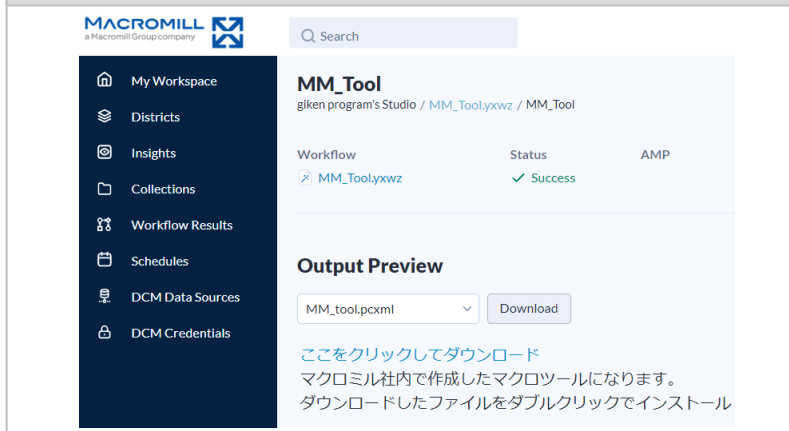 MACROMILL
a Macromill Group company
Search
My Workspace
Districts
Insights
Collections
Workflow Results
Schedules
DCM Data Sources
DCM Credentials
MM_Tool
giken program's Studio / MM_Tool.yxwz / MM_Tool
Workflow Status AMP
MM_Tool.yxwz Success
Output Preview
MM_tool.pcxml Download
ここをクリックしてダウンロード
マクロミル社内で作成したマクロツールになります。
ダウンロードしたファイルをダブルクリックでインストール